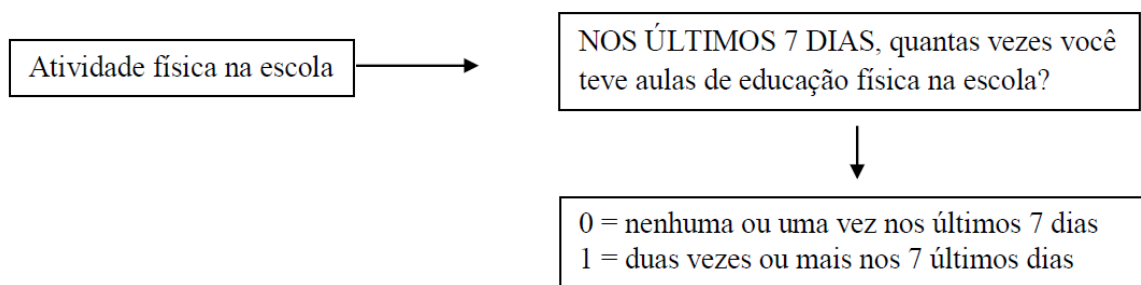 Atividade física na escola
NOS ÚLTIMOS 7 DIAS, quantas vezes você
teve aulas de educação física na escola?
0 = nenhuma ou uma vez nos últimos 7 dias
1 = duas vezes ou mais nos 7 últimos dias